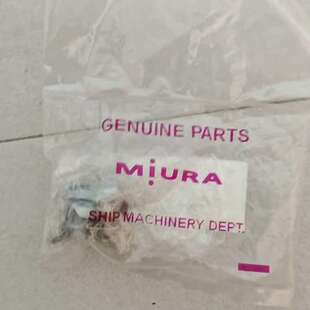 GENUINE PARTS
MiURA
SHIP MACHINERY DEPT.